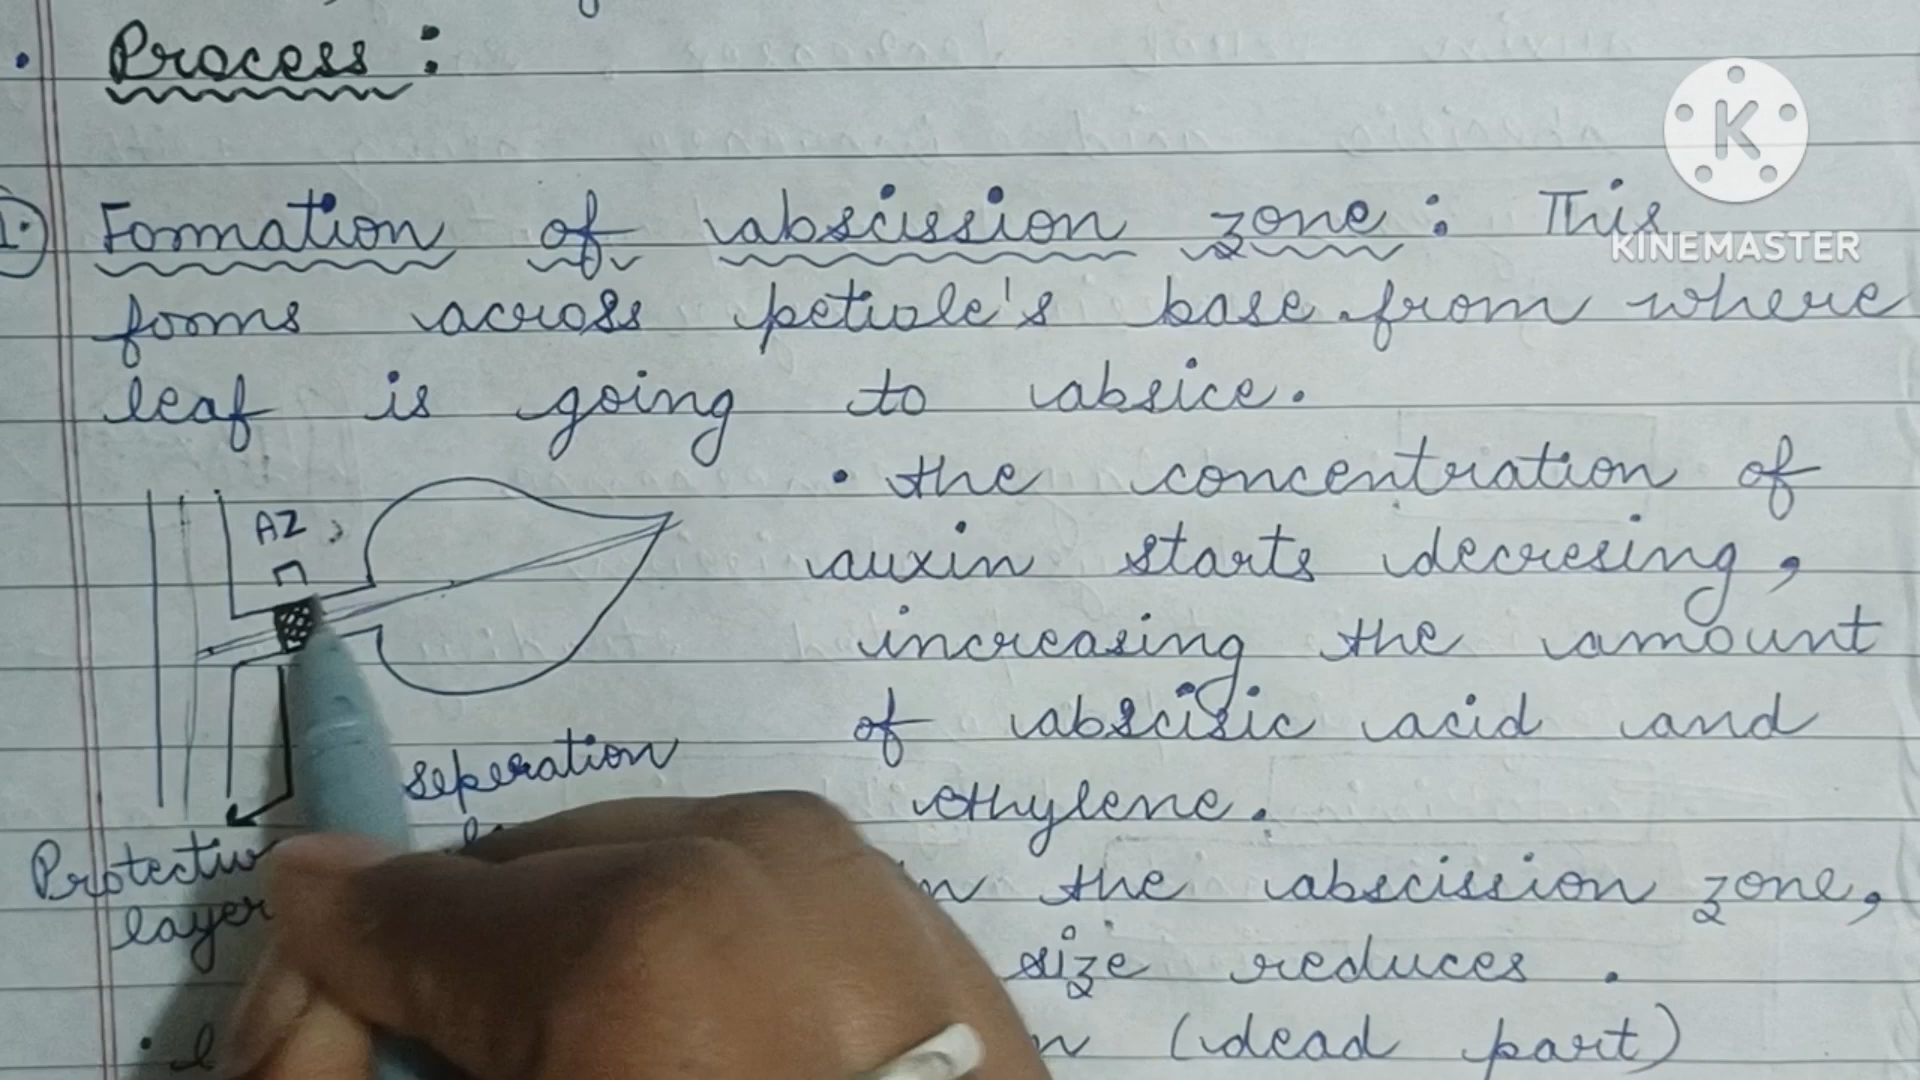 Process :
1. Formation of abscission zone : This
forms across petiole's base from where
leaf is going to absice.
• the concentration of
auxin starts decresing,
increasing the amount
of abscisic acid and
ethylene.
the abscission zone,
size reduces .
(dead part)
AZ
seperation
Protective
layer
K
KINEMASTER